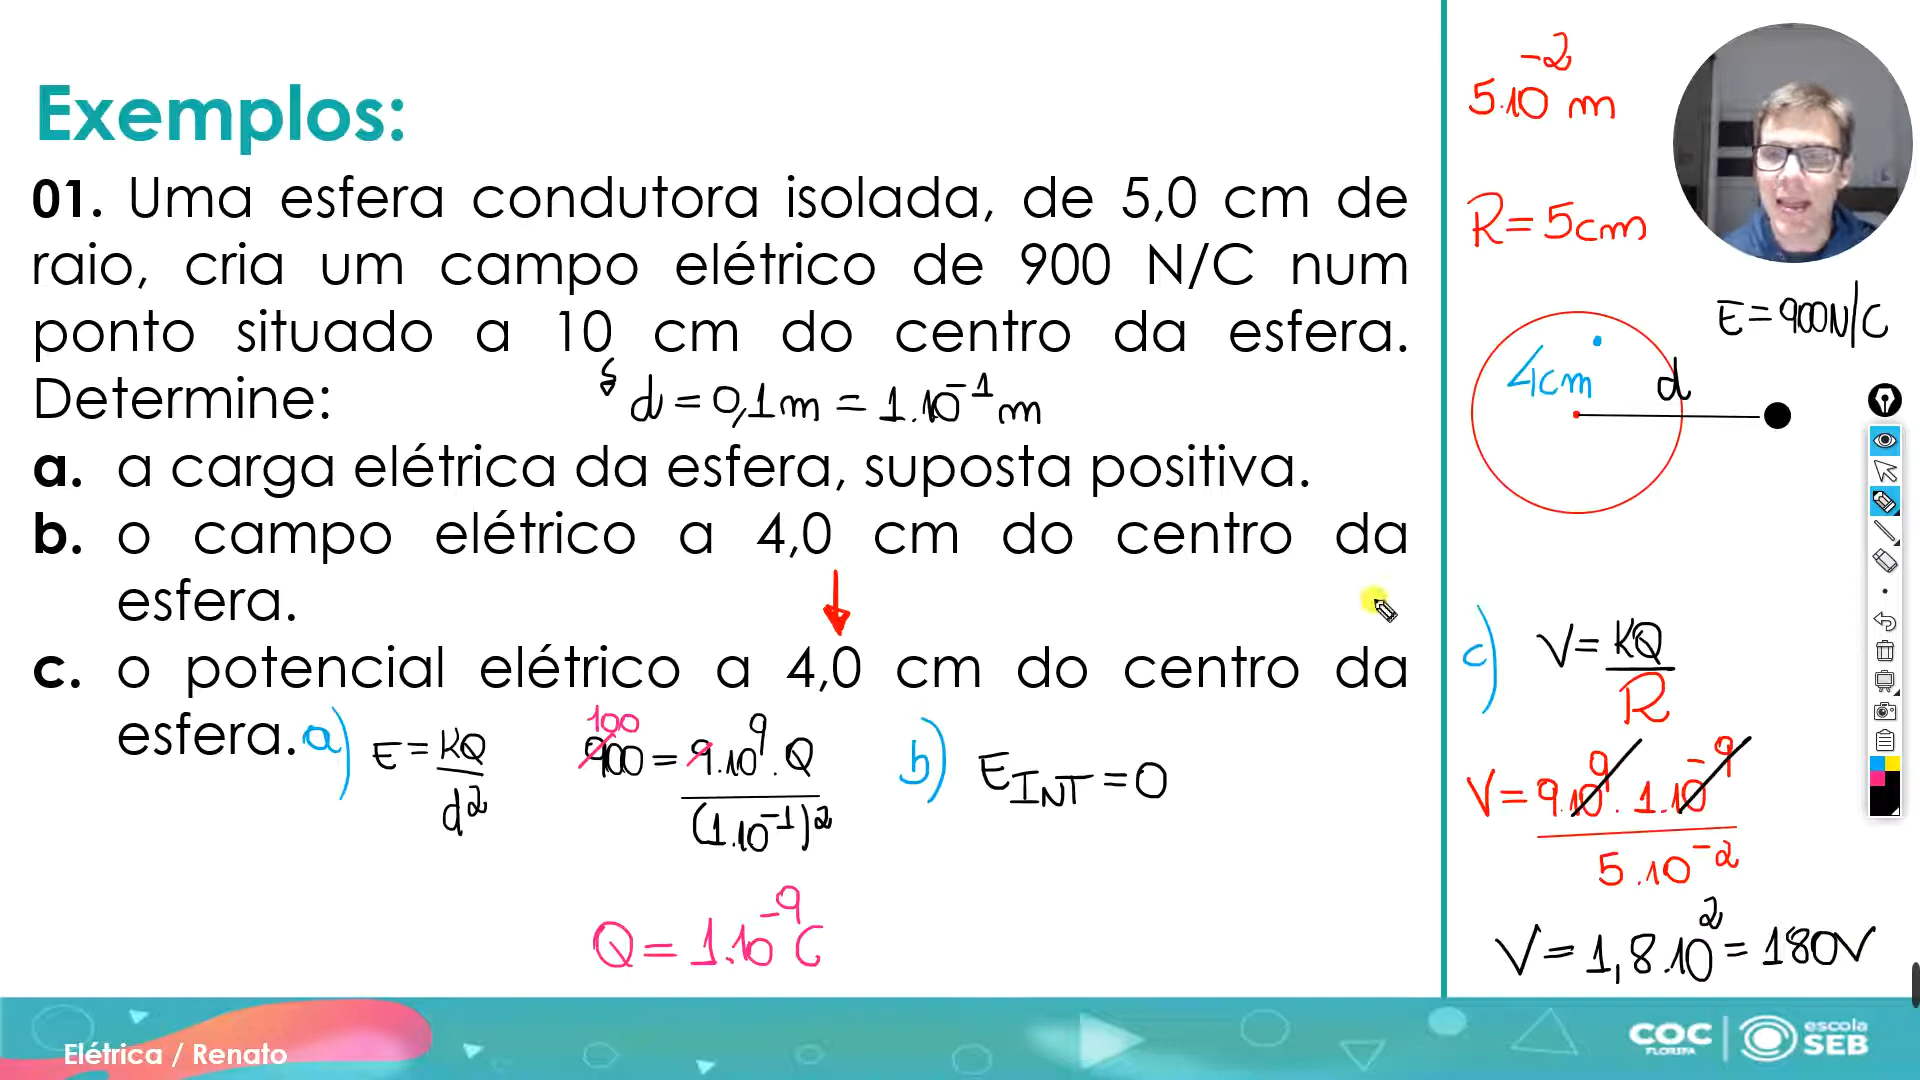 Exemplos:
01. Uma esfera condutora isolada, de 5,0 cm de
raio, cria um campo elétrico de 900 N/C num
ponto situado a 10 cm do centro da esfera.
Determine:
d = 0,1m = 1.10⁻¹ m
a. a carga elétrica da esfera, suposta positiva.
b. o campo elétrico a 4,0 cm do centro da
esfera.
c. o potencial elétrico a 4,0 cm do centro da
esfera.
a) E = KQ/d²
100
900 = 9.10⁹.Q/(1.10⁻¹)²
Q = 1.10⁻⁹C
b) E INT = 0
5.10⁻² m
R = 5cm
E = 900N/C
4cm
d
c) V = KQ/R
V = 9.10⁹.1.10⁻⁹/5.10⁻²
V = 1,8.10² = 180V
Elétrica / Renato
COC
FLORIPA
escola
SEB